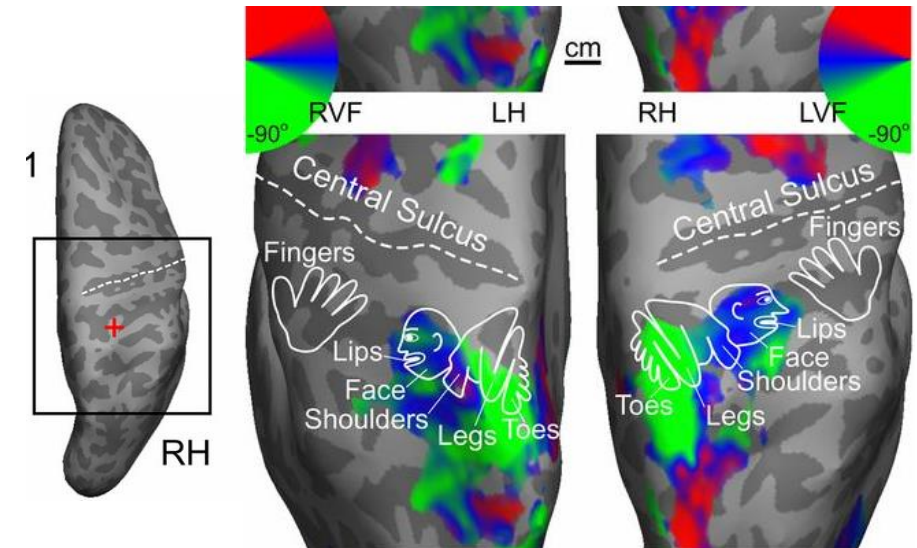 1
RH
-90°
RVF
LH
cm
RH
LVF
-90°
Central Sulcus
Fingers
Lips
Face
Shoulders
Legs
Toes
Central Sulcus
Fingers
Lips
Face
Shoulders
Toes
Legs